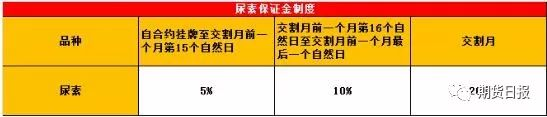 尿素保证金制度
品种
自合约挂牌至交割月前一
个月第15个自然日
交割月前一个月第16个自
然日至交割月前一个月最
后一个自然日
交割月
尿素
5%
10%
20
期货日报